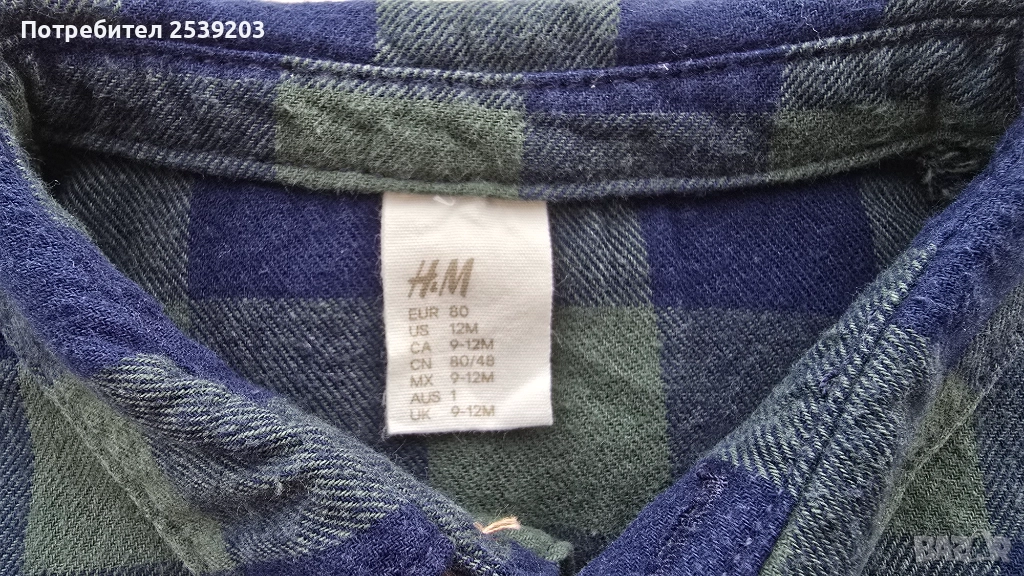 Потребител 2539203
H&M
EUR 80
US 12M
CA 9-12M
CN 80/48
MX 9-12M
AUS 1
UK 9-12M
BAZAR